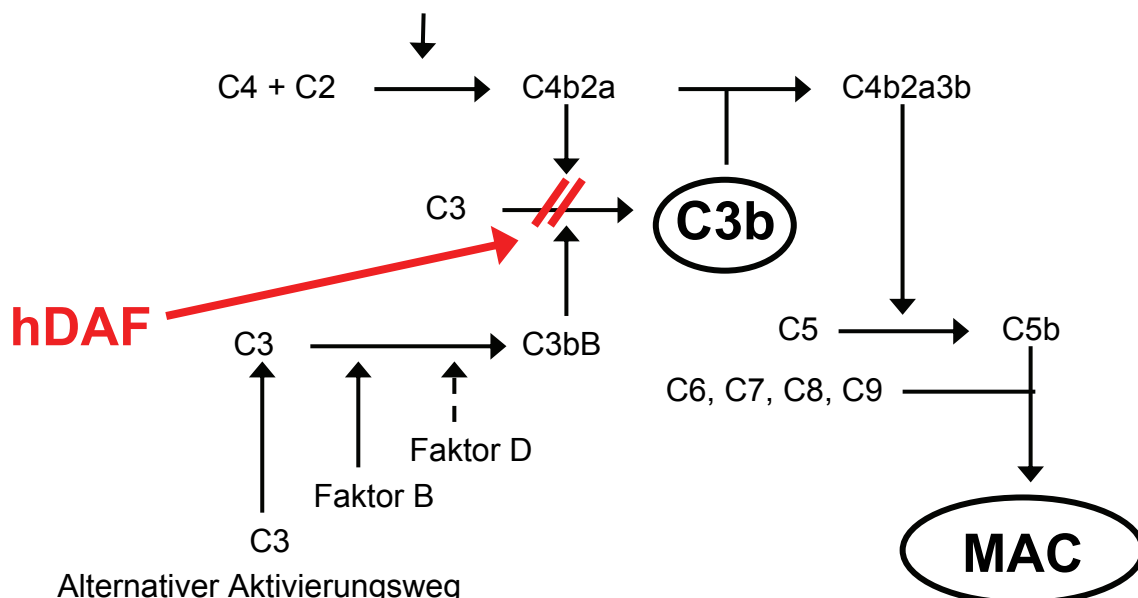 C4 + C2 C4b2a C4b2a3b
C3 C3b
hDAF
C3 C3bB C5 C5b
C6, C7, C8, C9
Faktor D
Faktor B
C3
MAC
Alternativer Aktivierungsweg